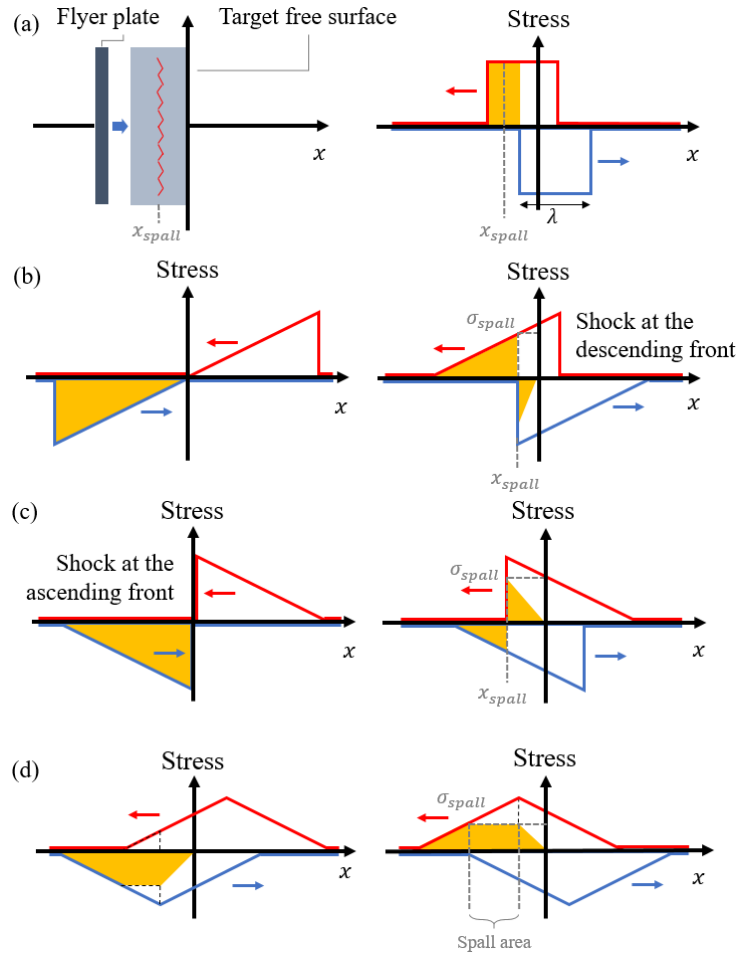 (a)
Flyer plate
Target free surface
Stress
x
x_spall
x
x_spall
λ
(b)
Stress
x
Stress
σ_spall
Shock at the
descending front
x
x_spall
(c)
Stress
Shock at the
ascending front
x
Stress
σ_spall
x
x_spall
(d)
Stress
x
Stress
σ_spall
x
Spall area